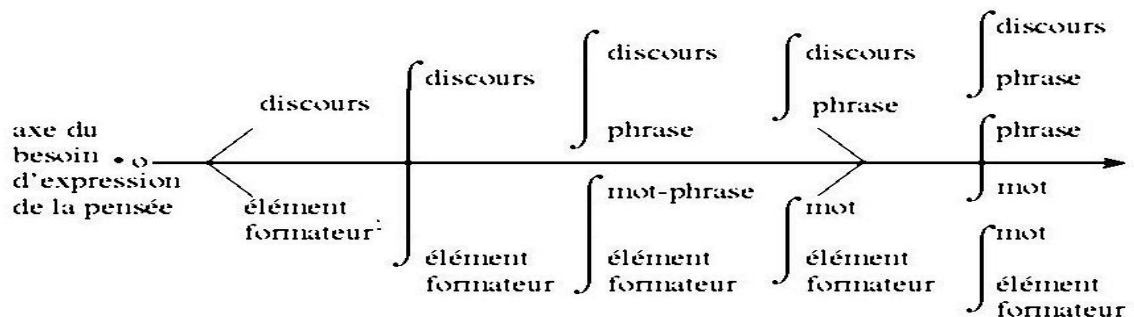 axe du
besoin
d'expression
de la pensée
o
discours
élément
formateur
discours
élément
formateur
discours
phrase
mot-phrase
élément
formateur
discours
phrase
mot
élément
formateur
discours
phrase
phrase
mot
mot
élément
formateur